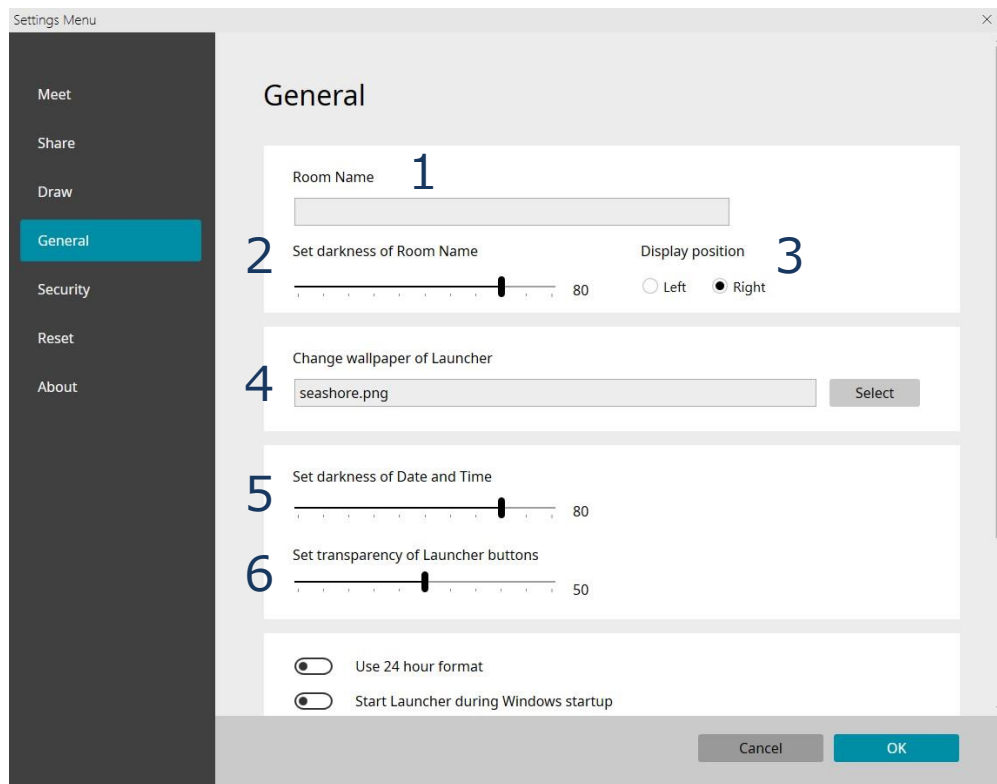 Settings Menu
Meet
Share
Draw
General
Security
Reset
About
General
Room Name 1
2 Set darkness of Room Name
80
Display position 3
Left Right
Change wallpaper of Launcher
4 seashore.png Select
5 Set darkness of Date and Time
80
Set transparency of Launcher buttons
6 50
Use 24 hour format
Start Launcher during Windows startup
Cancel OK